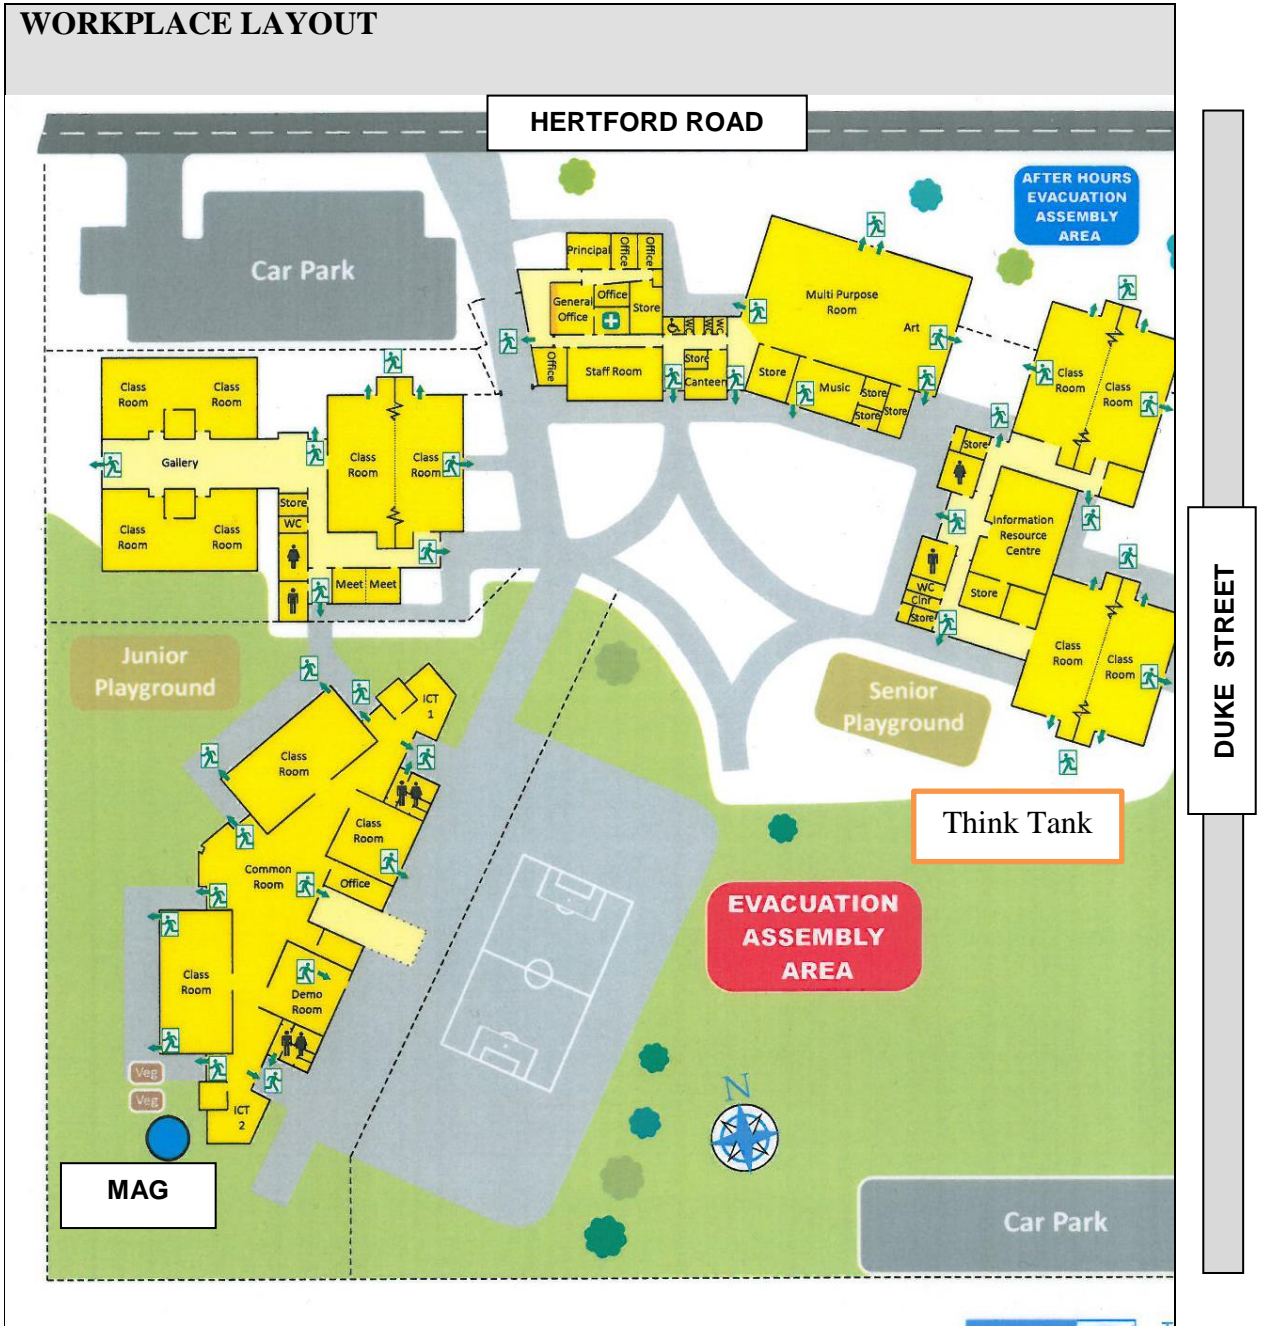 WORKPLACE LAYOUT
HERTFORD ROAD
AFTER HOURS
EVACUATION
ASSEMBLY
AREA
Car Park
Principal
Office
Office
General
Office
Office
Store
WC
WC
WC
Office
Staff Room
Store
Canteen
Multi Purpose
Room
Art
Store
Music
Store
Store
Store
Class
Room
Class
Room
Class
Room
Class
Room
Gallery
Class
Room
Class
Room
Class
Room
Class
Room
Store
WC
Meet
Meet
Store
Information
Resource
Centre
WC
Clnr
Store
Store
Class
Room
Class
Room
DUKE STREET
Junior
Playground
Senior
Playground
Think Tank
ICT
1
Class
Room
Class
Room
Office
Common
Room
EVACUATION
ASSEMBLY
AREA
Class
Room
Demo
Room
Veg
Veg
ICT
2
N
MAG
Car Park